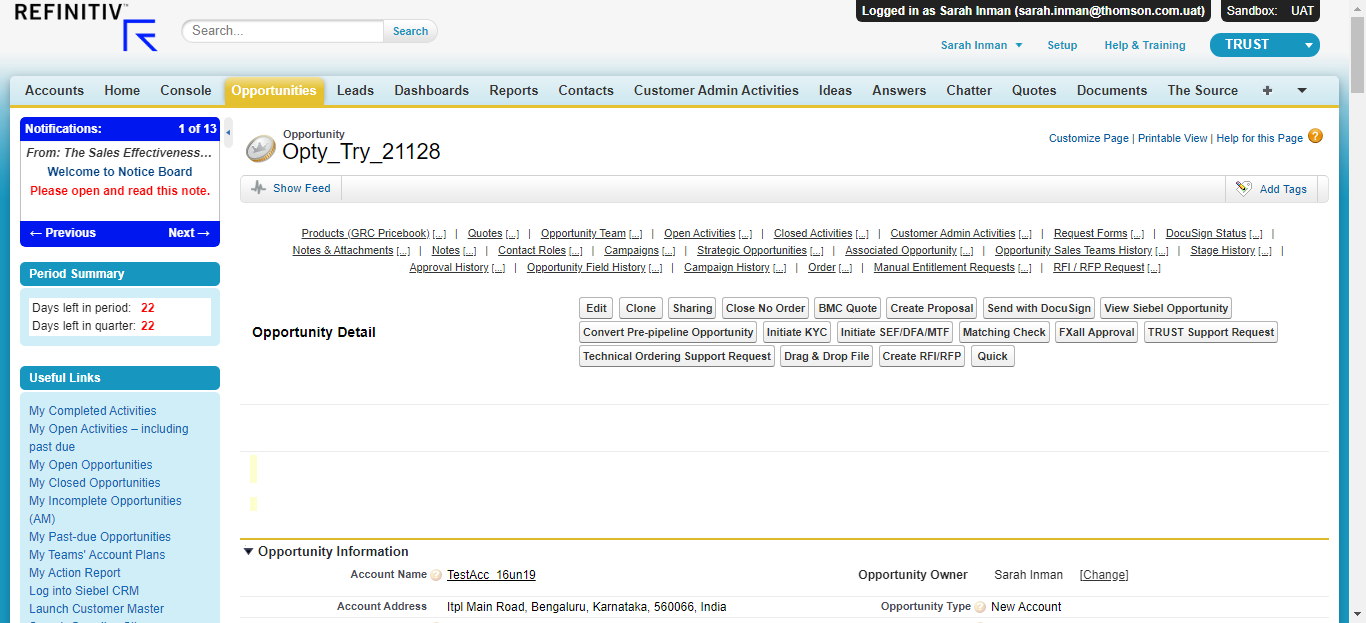 REFINITIV™
Search...
Search
Logged in as Sarah Inman (sarah.inman@thomson.com.uat)
Sandbox: UAT
Sarah Inman
Setup
Help & Training
TRUST
Accounts Home Console Opportunities Leads Dashboards Reports Contacts Customer Admin Activities Ideas Answers Chatter Quotes Documents The Source +
Notifications: 1 of 13
From: The Sales Effectiveness...
Welcome to Notice Board
Please open and read this note.
← Previous Next →
Period Summary
Days left in period: 22
Days left in quarter: 22
Useful Links
My Completed Activities
My Open Activities – including
past due
My Open Opportunities
My Closed Opportunities
My Incomplete Opportunities
(AM)
My Past-due Opportunities
My Teams' Account Plans
My Action Report
Log into Siebel CRM
Launch Customer Master
Opportunity
Opty_Try_21128
Customize Page | Printable View | Help for this Page ?
Show Feed
Add Tags
Products (GRC Pricebook) [...] | Quotes [...] | Opportunity Team [...] | Open Activities [...] | Closed Activities [...] | Customer Admin Activities [...] | Request Forms [...] | DocuSign Status [...] |
Notes & Attachments [...] | Notes [...] | Contact Roles [...] | Campaigns [...] | Strategic Opportunities [...] | Associated Opportunity [...] | Opportunity Sales Teams History [...] | Stage History [...] |
Approval History [...] | Opportunity Field History [...] | Campaign History [...] | Order [...] | Manual Entitlement Requests [...] | RFI / RFP Request [...]
Opportunity Detail
Edit Clone Sharing Close No Order BMC Quote Create Proposal Send with DocuSign View Siebel Opportunity
Convert Pre-pipeline Opportunity Initiate KYC Initiate SEF/DFA/MTF Matching Check FXall Approval TRUST Support Request
Technical Ordering Support Request Drag & Drop File Create RFI/RFP Quick
Opportunity Information
Account Name ? TestAcc_16un19
Opportunity Owner Sarah Inman [Change]
Account Address Itpl Main Road, Bengaluru, Karnataka, 560066, India
Opportunity Type ? New Account